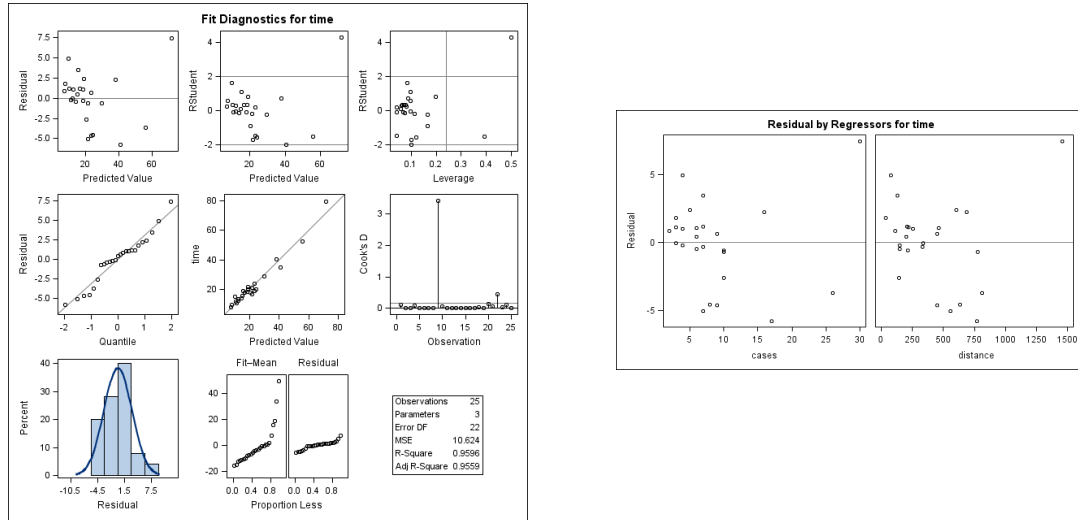 Fit Diagnostics for time
Residual
7.5
5.0
2.5
0.0
-2.5
-5.0
20 40 60
Predicted Value
RStudent
4
2
0
-2
20 40 60
Predicted Value
RStudent
4
2
0
-2
0.1 0.2 0.3 0.4 0.5
Leverage
Residual
7.5
5.0
2.5
0.0
-2.5
-5.0
-2 -1 0 1 2
Quantile
time
80
60
40
20
20 40 60 80
Predicted Value
Cook's D
3
2
1
0
0 5 10 15 20 25
Observation
Percent
40
30
20
10
0
-10.5 -4.5 1.5 7.5
Residual
Fit–Mean Residual
40
20
0
-20
0.0 0.4 0.8 0.0 0.4 0.8
Proportion Less
Observations 25
Parameters 3
Error DF 22
MSE 10.624
R-Square 0.9596
Adj R-Square 0.9559
Residual by Regressors for time
Residual
5
0
-5
5 10 15 20 25 30
cases
0 250 500 750 1000 1250 1500
distance